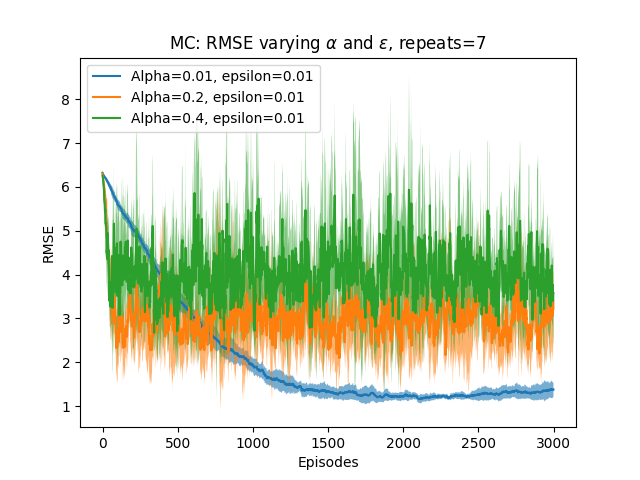 MC: RMSE varying α and ε, repeats=7
Alpha=0.01, epsilon=0.01
Alpha=0.2, epsilon=0.01
Alpha=0.4, epsilon=0.01
RMSE
8
7
6
5
4
3
2
1
0 500 1000 1500 2000 2500 3000
Episodes